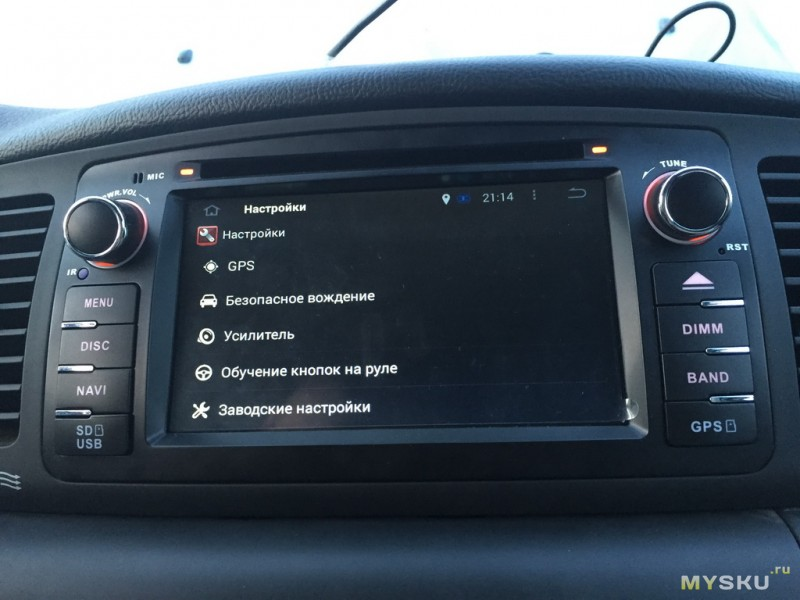 MIC
PWR.VOL
TUNE
Настройки
21:14
Настройки
GPS
Безопасное вождение
Усилитель
Обучение кнопок на руле
Заводские настройки
IR
MENU
DISC
NAVI
SD
USB
RST
DIMM
BAND
GPS
MYSKU.ru